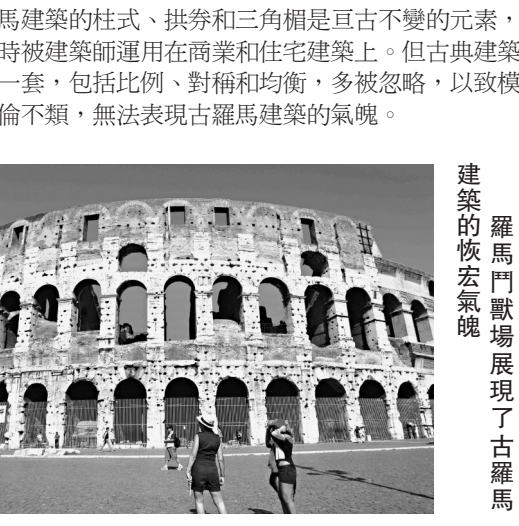 馬建築的柱式、拱券和三角楣是亘古不變的元素，
時被建築師運用在商業和住宅建築上。但古典建築
一套，包括比例、對稱和均衡，多被忽略，以致模
倫不類，無法表現古羅馬建築的氣魄。
羅馬鬥獸場展現了古羅馬
建築的恢宏氣魄